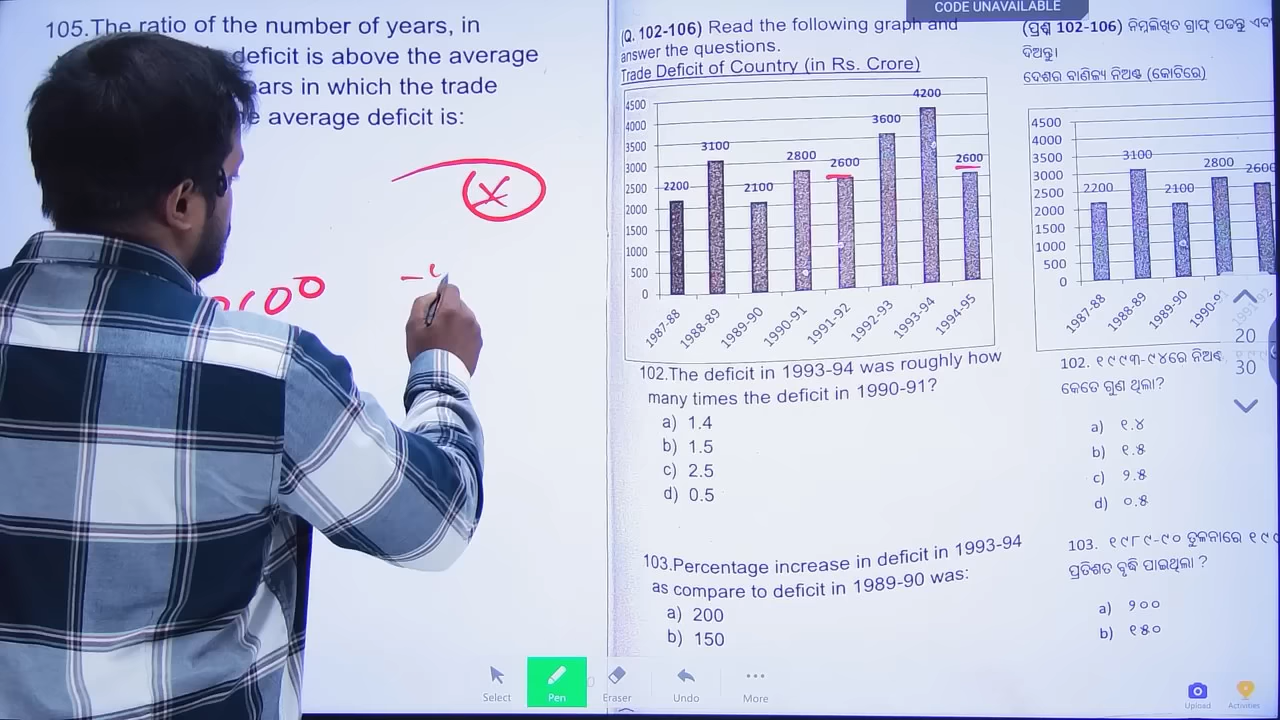 CODE UNAVAILABLE
105.The ratio of the number of years, in
deficit is above the average
ars in which the trade
e average deficit is:
(Q. 102-106) Read the following graph and
answer the questions.
Trade Deficit of Country (in Rs. Crore)
4500
4000
3500
3000
2500
2000
1500
1000
500
0
2200
3100
2100
2800
2600
3600
4200
2600
1987-88
1988-89
1989-90
1990-91
1991-92
1992-93
1993-94
1994-95
102.The deficit in 1993-94 was roughly how
many times the deficit in 1990-91?
a) 1.4
b) 1.5
c) 2.5
d) 0.5
103.Percentage increase in deficit in 1993-94
as compare to deficit in 1989-90 was:
a) 200
b) 150
(ପ୍ରଶ୍ନ 102-106) ନିମ୍ନଲିଖିତ ଗ୍ରାଫ୍ ପଢନ୍ତୁ ଏବ
ଦିଅନ୍ତୁ।
ଦେଶର ବାଣିଜ୍ୟ ନିଅଣ୍ଟ (କୋଟିରେ)
4500
4000
3500
3000
2500
2000
1500
1000
500
0
2200
3100
2100
2800
2600
1987-88
1988-89
1989-90
1990-9
102. ୧୯୯୩-୯୪ରେ ନିଅଣ୍ଟ
କେତେ ଗୁଣ ଥିଲା?
a) ୧.୪
b) ୧.୫
c) ୨.୫
d) ୦.୫
103. ୧୯୮୯-୯୦ ତୁଳନାରେ ୧୯୯
ପ୍ରତିଶତ ବୃଦ୍ଧି ପାଇଥିଲା ?
a) ୨୦୦
b) ୧୫୦
20
30
Select
Pen
Eraser
Undo
More
Upload
Activities